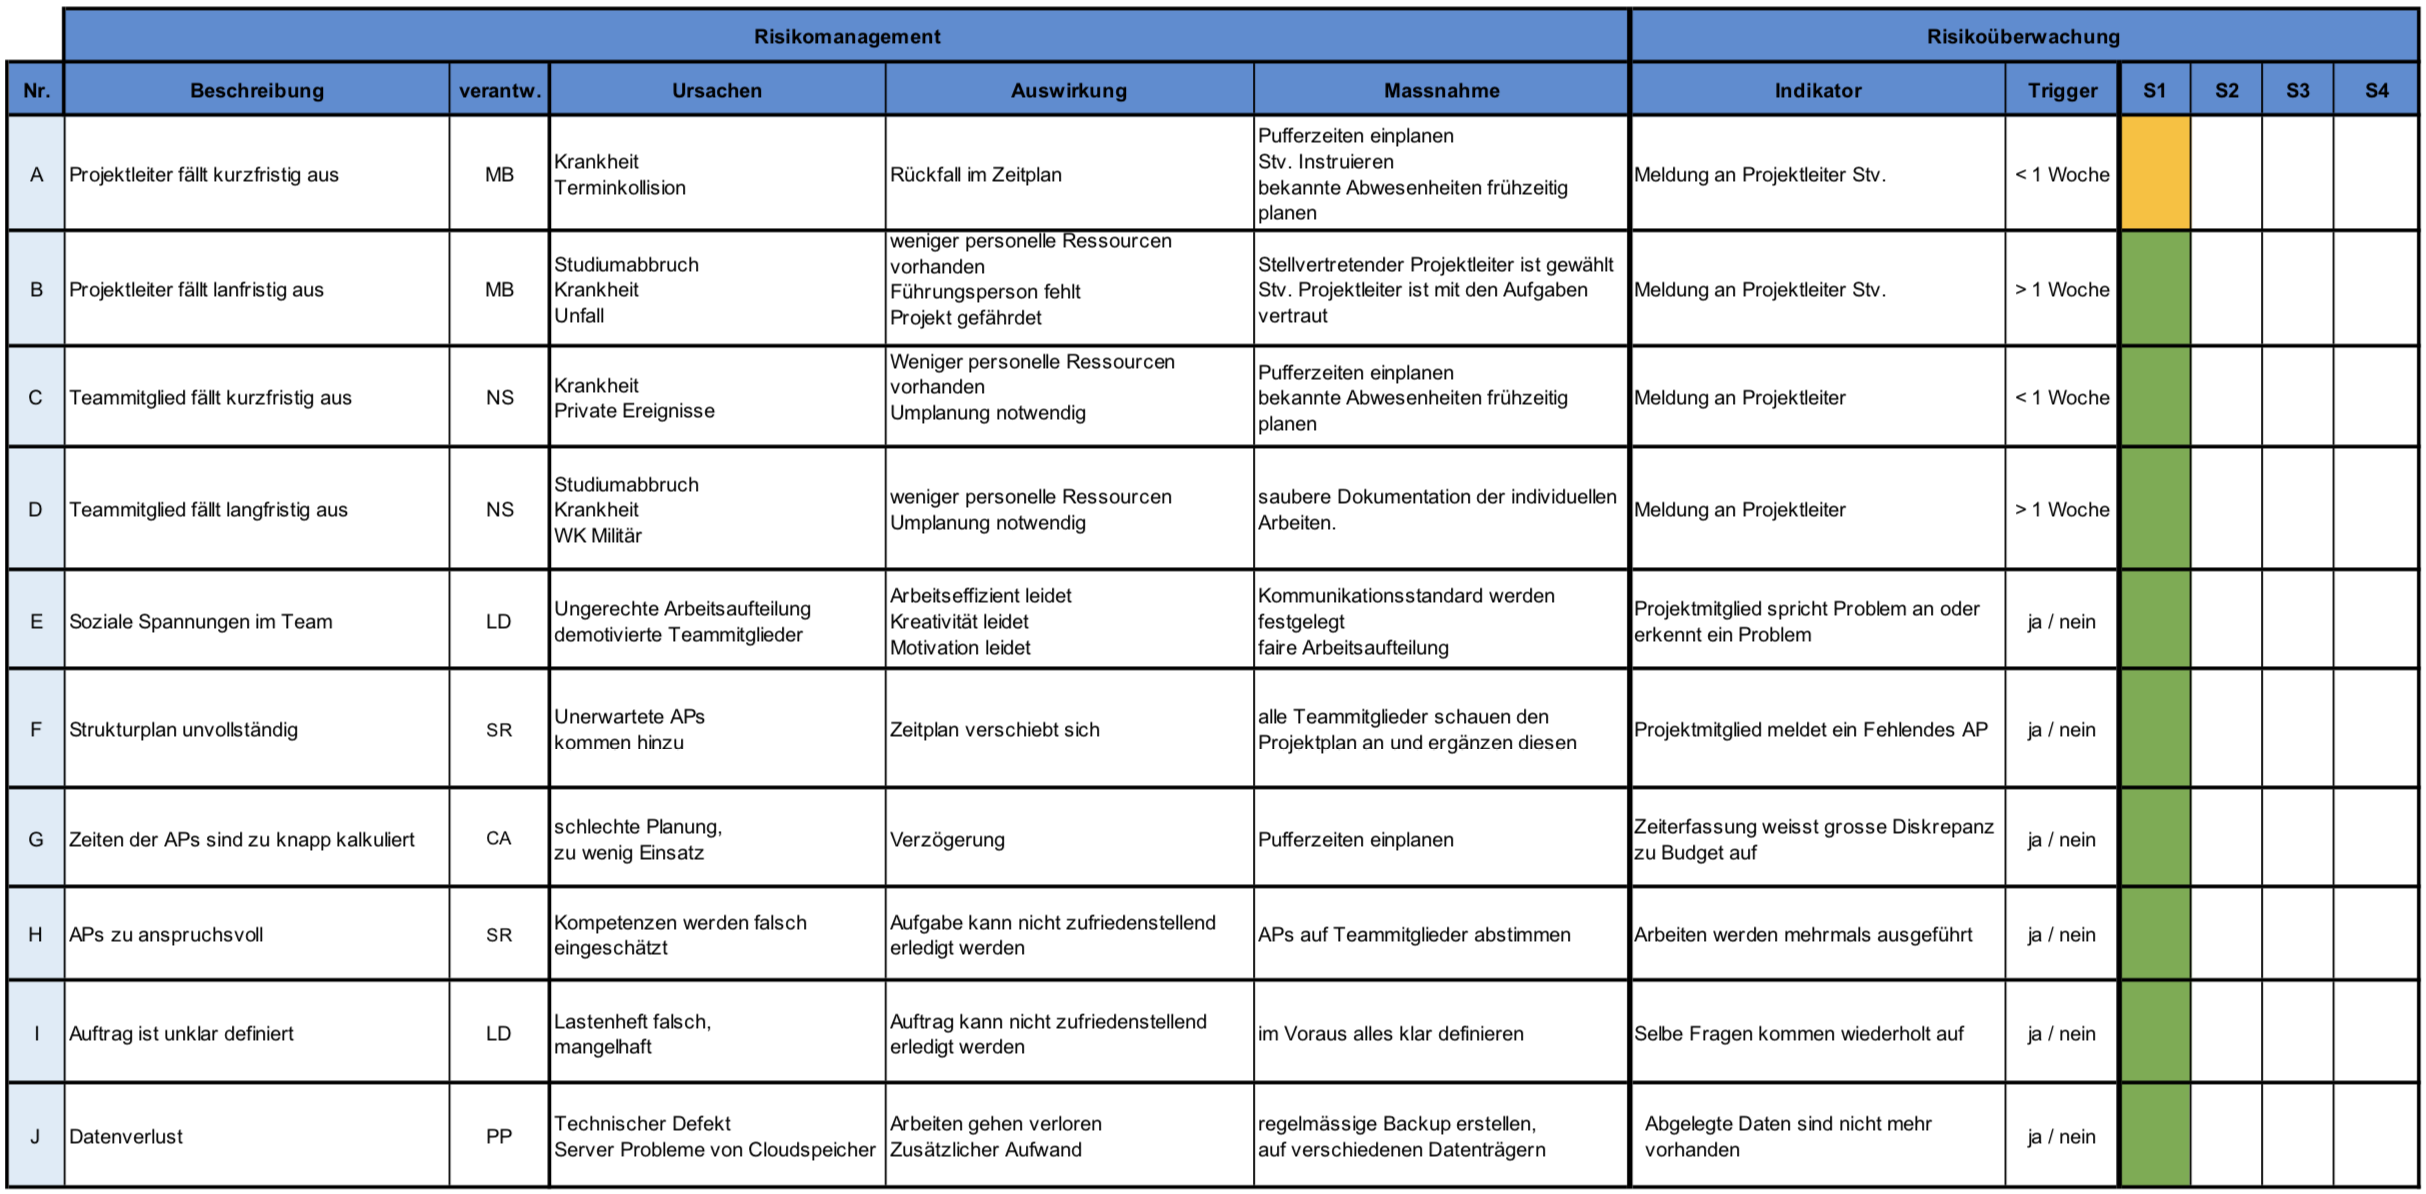 Risikomanagement Risikoüberwachung
Nr. Beschreibung verantw. Ursachen Auswirkung Massnahme Indikator Trigger S1 S2 S3 S4
A
Projektleiter fällt kurzfristig aus
MB
Krankheit
Terminkollision
Rückfall im Zeitplan
Pufferzeiten einplanen
Stv. Instruieren
bekannte Abwesenheiten frühzeitig
planen
Meldung an Projektleiter Stv.
< 1 Woche
B
Projektleiter fällt lanfristig aus
MB
Studiumabbruch
Krankheit
Unfall
weniger personelle Ressourcen
vorhanden
Führungsperson fehlt
Projekt gefährdet
Stellvertretender Projektleiter ist gewählt
Stv. Projektleiter ist mit den Aufgaben
vertraut
Meldung an Projektleiter Stv.
> 1 Woche
C
Teammitglied fällt kurzfristig aus
NS
Krankheit
Private Ereignisse
Weniger personelle Ressourcen
vorhanden
Umplanung notwendig
Pufferzeiten einplanen
bekannte Abwesenheiten frühzeitig
planen
Meldung an Projektleiter
< 1 Woche
D
Teammitglied fällt langfristig aus
NS
Studiumabbruch
Krankheit
WK Militär
weniger personelle Ressourcen
Umplanung notwendig
saubere Dokumentation der individuellen
Arbeiten.
Meldung an Projektleiter
> 1 Woche
E
Soziale Spannungen im Team
LD
Ungerechte Arbeitsaufteilung
demotivierte Teammitglieder
Arbeitseffizient leidet
Kreativität leidet
Motivation leidet
Kommunikationsstandard werden
festgelegt
faire Arbeitsaufteilung
Projektmitglied spricht Problem an oder
erkennt ein Problem
ja / nein
F
Strukturplan unvollständig
SR
Unerwartete APs
kommen hinzu
Zeitplan verschiebt sich
alle Teammitglieder schauen den
Projektplan an und ergänzen diesen
Projektmitglied meldet ein Fehlendes AP
ja / nein
G
Zeiten der APs sind zu knapp kalkuliert
CA
schlechte Planung,
zu wenig Einsatz
Verzögerung
Pufferzeiten einplanen
Zeiterfassung weisst grosse Diskrepanz
zu Budget auf
ja / nein
H
APs zu anspruchsvoll
SR
Kompetenzen werden falsch
eingeschätzt
Aufgabe kann nicht zufriedenstellend
erledigt werden
APs auf Teammitglieder abstimmen
Arbeiten werden mehrmals ausgeführt
ja / nein
I
Auftrag ist unklar definiert
LD
Lastenheft falsch,
mangelhaft
Auftrag kann nicht zufriedenstellend
erledigt werden
im Voraus alles klar definieren
Selbe Fragen kommen wiederholt auf
ja / nein
J
Datenverlust
PP
Technischer Defekt
Server Probleme von Cloudspeicher
Arbeiten gehen verloren
Zusätzlicher Aufwand
regelmässige Backup erstellen,
auf verschiedenen Datenträgern
Abgelegte Daten sind nicht mehr
vorhanden
ja / nein